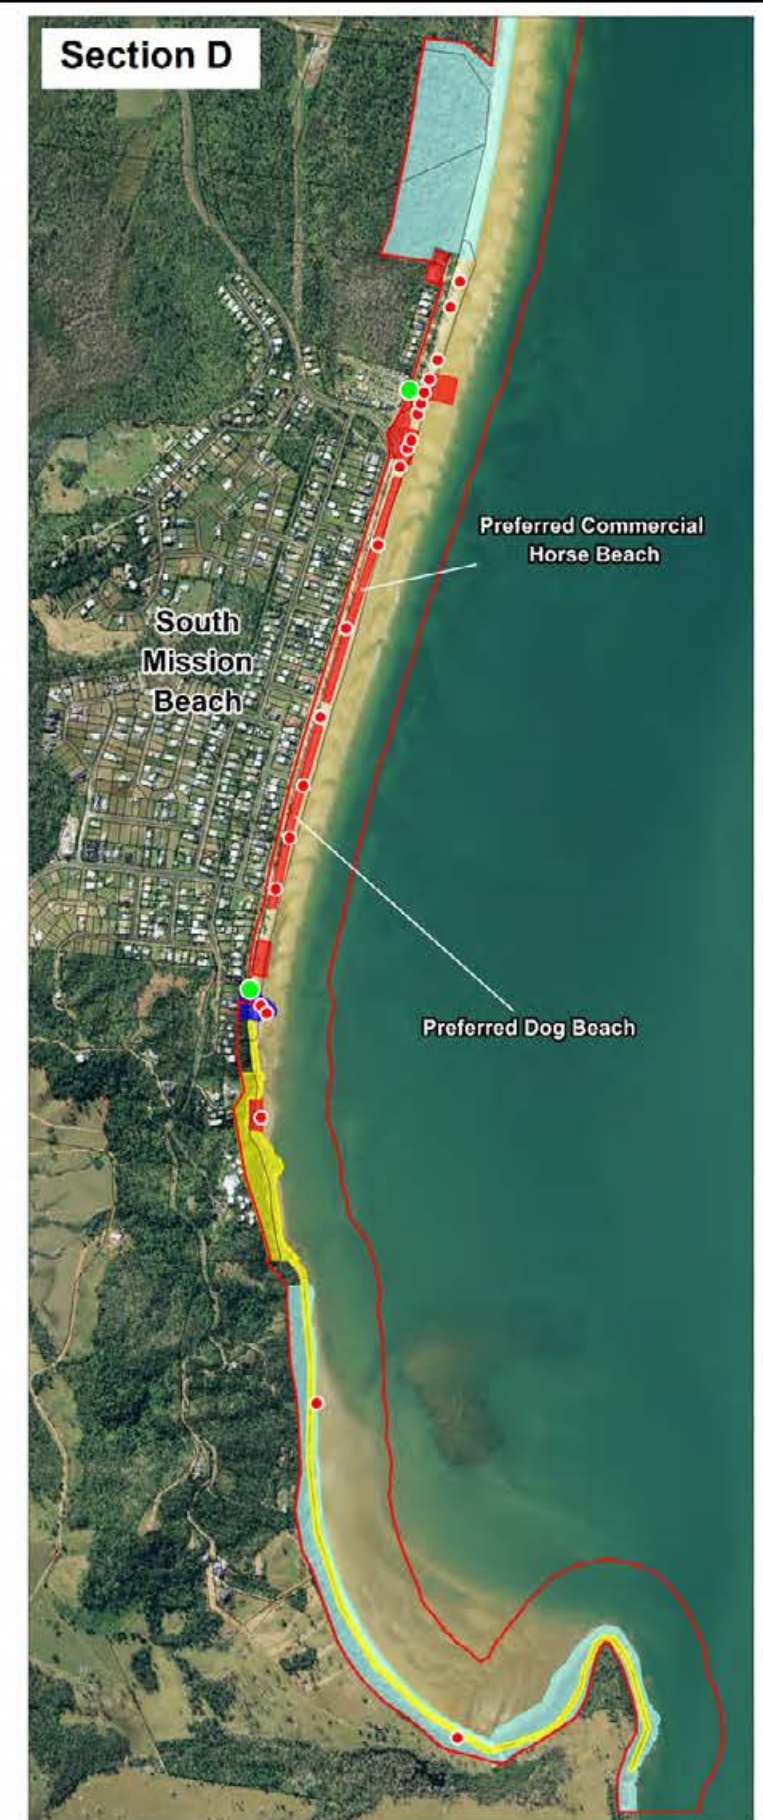 Section D
Preferred Commercial
Horse Beach
South
Mission
Beach
Preferred Dog Beach